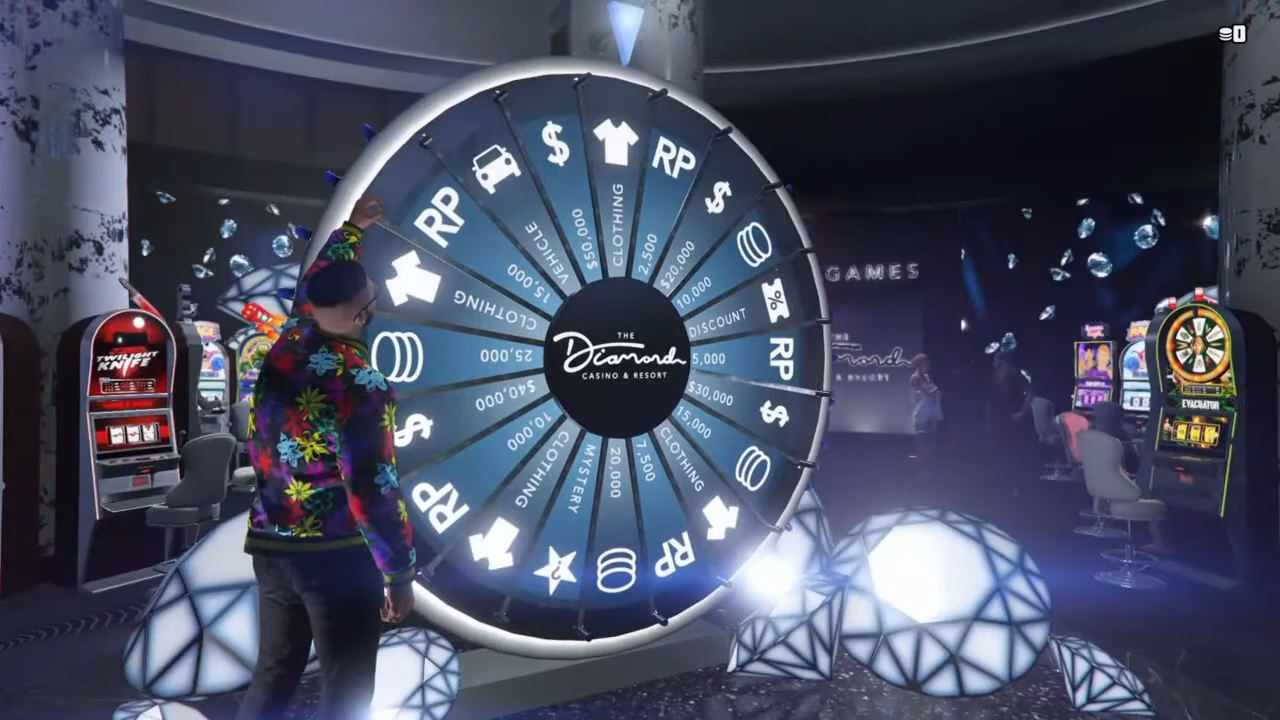 0
$
$50,000
CLOTHING
RP
2,500
$
$20,000
10,000
%
DISCOUNT
RP
5,000
$
$30,000
15,000
CLOTHING
RP
7,500
20,000
?
MYSTERY
CLOTHING
RP
10,000
$
$40,000
25,000
CLOTHING
RP
15,000
VEHICLE
THE
Diamond
CASINO & RESORT
GAMES
THE
TWILIGHT
KNIFE
EVACUATOR